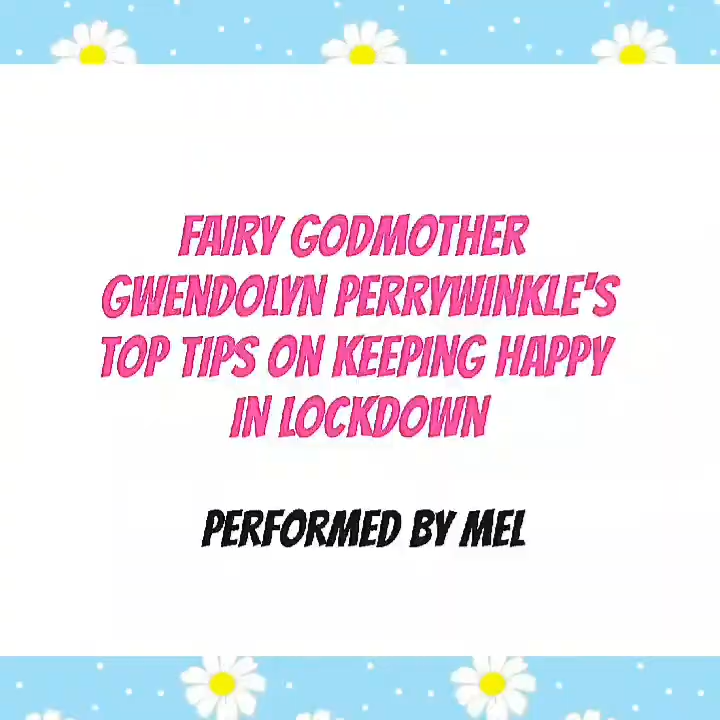 FAIRY GODMOTHER
GWENDOLYN PERRYWINKLE'S
TOP TIPS ON KEEPING HAPPY
IN LOCKDOWN
PERFORMED BY MEL